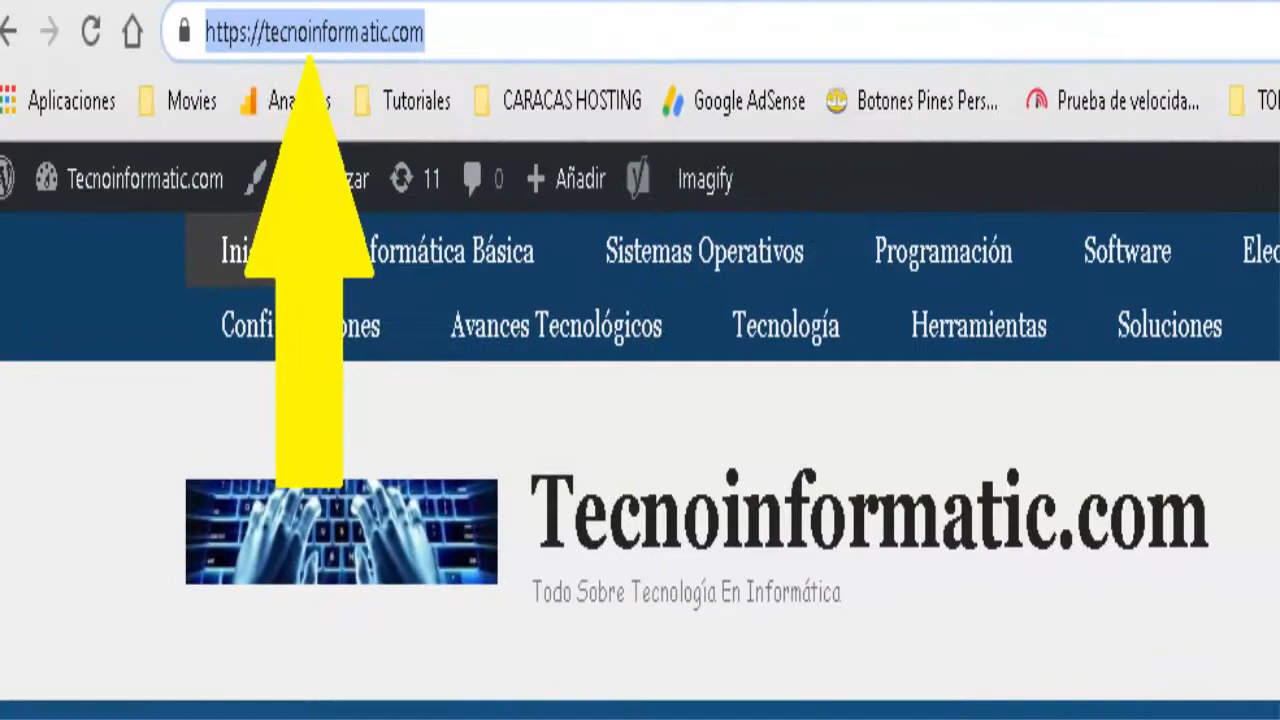 https://tecnoinformatic.com
Aplicaciones Movies Tutoriales CARACAS HOSTING Google AdSense Botones Pines Pers... Prueba de velocida...
Tecnoinformatic.com 11 0 Añadir Imagify
Básica Sistemas Operativos Programación Software
Avances Tecnológicos Tecnología Herramientas Soluciones
Tecnoinformatic.com
Todo Sobre Tecnología En Informática